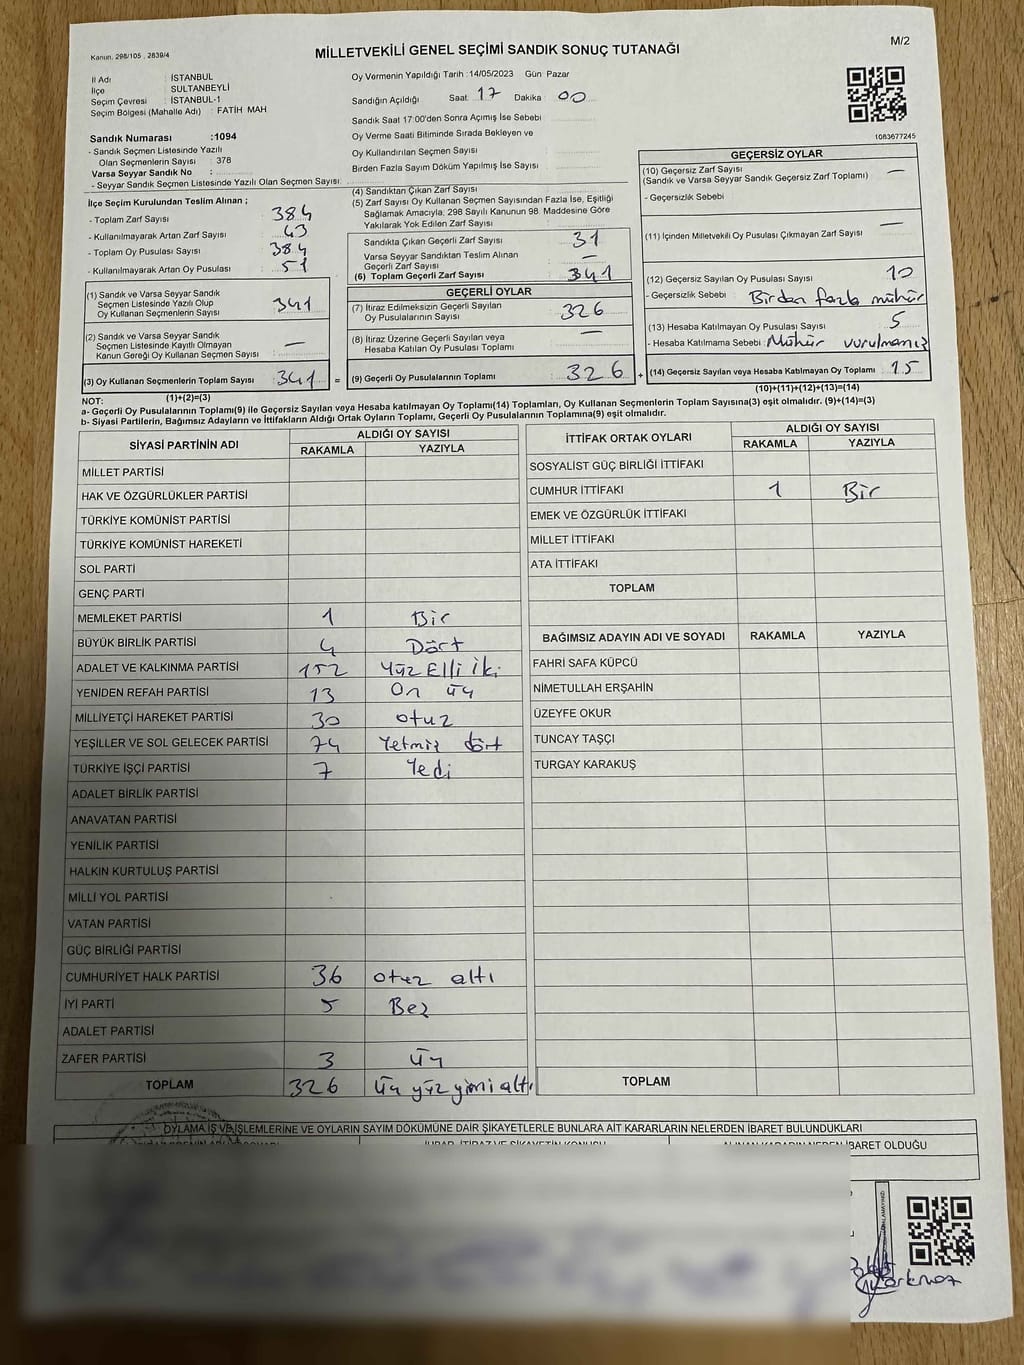 Kanun, 298/105 , 2839/4
MİLLETVEKİLİ GENEL SEÇİMİ SANDIK SONUÇ TUTANAĞI
M/2
İl Adı : İSTANBUL
İlçe : SULTANBEYLİ
Seçim Çevresi : İSTANBUL-1
Seçim Bölgesi (Mahalle Adı) : FATİH MAH
Sandık Numarası :1094
- Sandık Seçmen Listesinde Yazılı
Olan Seçmenlerin Sayısı : 378
Varsa Seyyar Sandık No :
- Seyyar Sandık Seçmen Listesinde Yazılı Olan Seçmen Sayısı:
Oy Vermenin Yapıldığı Tarih :14/05/2023 Gün Pazar
Sandığın Açıldığı Saat 17 Dakika 00
Sandık Saat 17:00'den Sonra Açımış İse Sebebi
Oy Verme Saati Bitiminde Sırada Bekleyen ve
Oy Kullandırılan Seçmen Sayısı
Birden Fazla Sayım Döküm Yapılmış İse Sayısı
1083677245
İlçe Seçim Kurulundan Teslim Alınan ;
- Toplam Zarf Sayısı 384
- Kullanılmayarak Artan Zarf Sayısı 43
- Toplam Oy Pusulası Sayısı 384
- Kullanılmayarak Artan Oy Pusulası 51
(1) Sandık ve Varsa Seyyar Sandık
Seçmen Listesinde Yazılı Olup
Oy Kullanan Seçmenlerin Sayısı : 341
(2) Sandık ve Varsa Seyyar Sandık
Seçmen Listesinde Kayıtlı Olmayan
Kanun Gereği Oy Kullanan Seçmen Sayısı : —
(3) Oy Kullanan Seçmenlerin Toplam Sayısı : 341 =
(1)+(2)=(3)
(4) Sandıktan Çıkan Zarf Sayısı
(5) Zarf Sayısı Oy Kullanan Seçmen Sayısından Fazla İse, Eşitliği
Sağlamak Amacıyla, 298 Sayılı Kanunun 98. Maddesine Göre
Yakılarak Yok Edilen Zarf Sayısı
Sandıkta Çıkan Geçerli Zarf Sayısı 31
Varsa Seyyar Sandıktan Teslim Alınan
Geçerli Zarf Sayısı —
(6) Toplam Geçerli Zarf Sayısı 341
GEÇERLİ OYLAR
(7) İtiraz Edilmeksizin Geçerli Sayılan
Oy Pusulalarının Sayısı 326
(8) İtiraz Üzerine Geçerli Sayılan veya
Hesaba Katılan Oy Pusulası Toplamı —
(9) Geçerli Oy Pusulalarının Toplamı 326 +
GEÇERSİZ OYLAR
(10) Geçersiz Zarf Sayısı —
(Sandık ve Varsa Seyyar Sandık Geçersiz Zarf Toplamı)
- Geçersizlik Sebebi
(11) İçinden Milletvekili Oy Pusulası Çıkmayan Zarf Sayısı —
(12) Geçersiz Sayılan Oy Pusulası Sayısı 10
- Geçersizlik Sebebi : Birden fazla mühür
(13) Hesaba Katılmayan Oy Pusulası Sayısı 5
- Hesaba Katılmama Sebebi : Mühür vurulmamış
(14) Geçersiz Sayılan veya Hesaba Katılmayan Oy Toplamı : 15
(10)+(11)+(12)+(13)=(14)
NOT:
a- Geçerli Oy Pusulalarının Toplamı(9) ile Geçersiz Sayılan veya Hesaba katılmayan Oy Toplamı(14) Toplamları, Oy Kullanan Seçmenlerin Toplam Sayısına(3) eşit olmalıdır. (9)+(14)=(3)
b- Siyasi Partilerin, Bağımsız Adayların ve İttifakların Aldığı Ortak Oyların Toplamı, Geçerli Oy Pusulalarının Toplamına(9) eşit olmalıdır.
SİYASİ PARTİNİN ADI ALDIĞI OY SAYISI
RAKAMLA YAZIYLA
MİLLET PARTİSİ
HAK VE ÖZGÜRLÜKLER PARTİSİ
TÜRKİYE KOMÜNİST PARTİSİ
TÜRKİYE KOMÜNİST HAREKETİ
SOL PARTİ
GENÇ PARTİ
MEMLEKET PARTİSİ 1 Bir
BÜYÜK BİRLİK PARTİSİ 4 Dört
ADALET VE KALKINMA PARTİSİ 152 Yüz Elli İki
YENİDEN REFAH PARTİSİ 13 On üç
MİLLİYETÇİ HAREKET PARTİSİ 30 otuz
YEŞİLLER VE SOL GELECEK PARTİSİ 74 Yetmiş dört
TÜRKİYE İŞÇİ PARTİSİ 7 Yedi
ADALET BİRLİK PARTİSİ
ANAVATAN PARTİSİ
YENİLİK PARTİSİ
HALKIN KURTULUŞ PARTİSİ
MİLLİ YOL PARTİSİ
VATAN PARTİSİ
GÜÇ BİRLİĞİ PARTİSİ
CUMHURİYET HALK PARTİSİ 36 otuz altı
İYİ PARTİ 5 Beş
ADALET PARTİSİ
ZAFER PARTİSİ 3 üç
TOPLAM 326 üç yüz yirmi altı
İTTİFAK ORTAK OYLARI ALDIĞI OY SAYISI
RAKAMLA YAZIYLA
SOSYALİST GÜÇ BİRLİĞİ İTTİFAKI
CUMHUR İTTİFAKI 1 Bir
EMEK VE ÖZGÜRLÜK İTTİFAKI
MİLLET İTTİFAKI
ATA İTTİFAKI
TOPLAM
BAĞIMSIZ ADAYIN ADI VE SOYADI RAKAMLA YAZIYLA
FAHRİ SAFA KÜPCÜ
NİMETULLAH ERŞAHİN
ÜZEYFE OKUR
TUNCAY TAŞÇI
TURGAY KARAKUŞ
TOPLAM
OYLAMA İŞ VE İŞLEMLERİNE VE OYLARIN SAYIM DÖKÜMÜNE DAİR ŞİKAYETLERLE BUNLARA AİT KARARLARIN NELERDEN İBARET BULUNDUKLARI
İBARET OLDUĞU